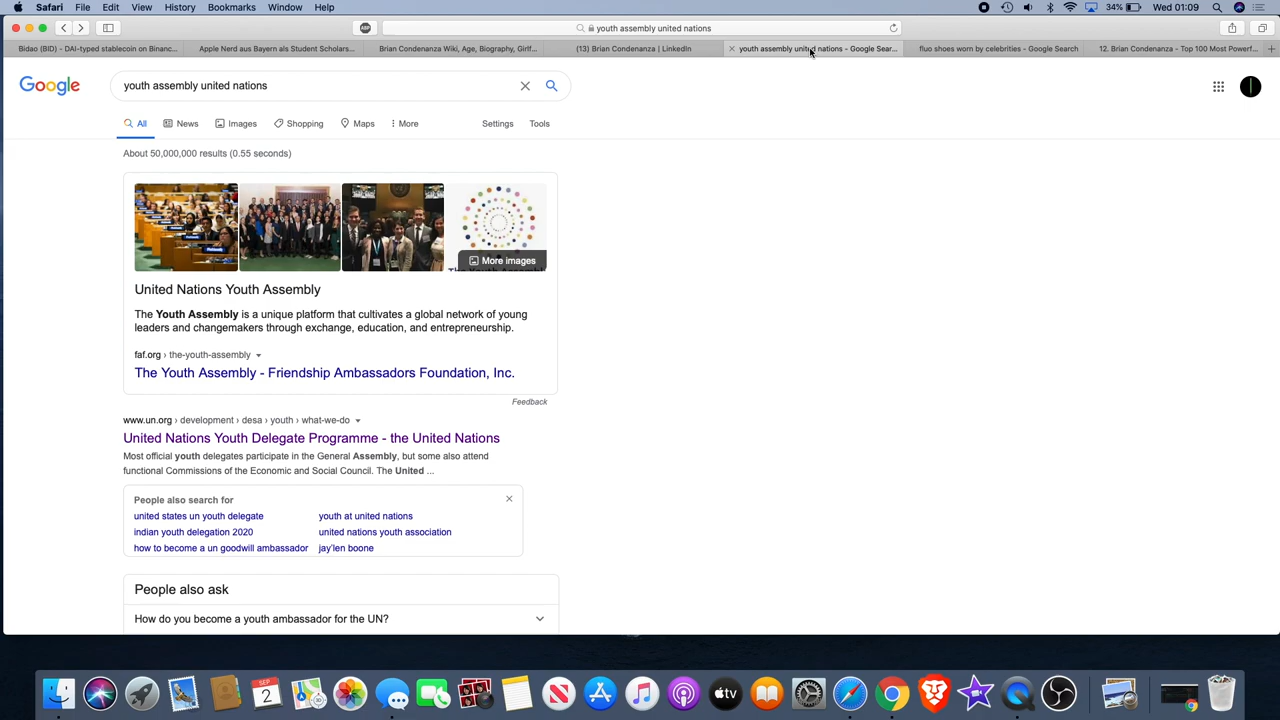 Safari File Edit View History Bookmarks Window Help 34% Wed 01:09
youth assembly united nations
Bidao (BID) - DAI-typed stablecoin on Binanc... Apple Nerd aus Bayern als Student Scholars... Brian Condenanza Wiki, Age, Biography, Girlf... (13) Brian Condenanza | LinkedIn youth assembly united nations - Google Sear... fluo shoes worn by celebrities - Google Search 12. Brian Condenanza - Top 100 Most Powerf...
Google youth assembly united nations
All News Images Shopping Maps More Settings Tools
About 50,000,000 results (0.55 seconds)
More images
United Nations Youth Assembly
The Youth Assembly is a unique platform that cultivates a global network of young
leaders and changemakers through exchange, education, and entrepreneurship.
faf.org › the-youth-assembly
The Youth Assembly - Friendship Ambassadors Foundation, Inc.
Feedback
www.un.org › development › desa › youth › what-we-do
United Nations Youth Delegate Programme - the United Nations
Most official youth delegates participate in the General Assembly, but some also attend
functional Commissions of the Economic and Social Council. The United ...
People also search for
united states un youth delegate youth at united nations
indian youth delegation 2020 united nations youth association
how to become a un goodwill ambassador jay'len boone
People also ask
How do you become a youth ambassador for the UN?
SEP
2
tv